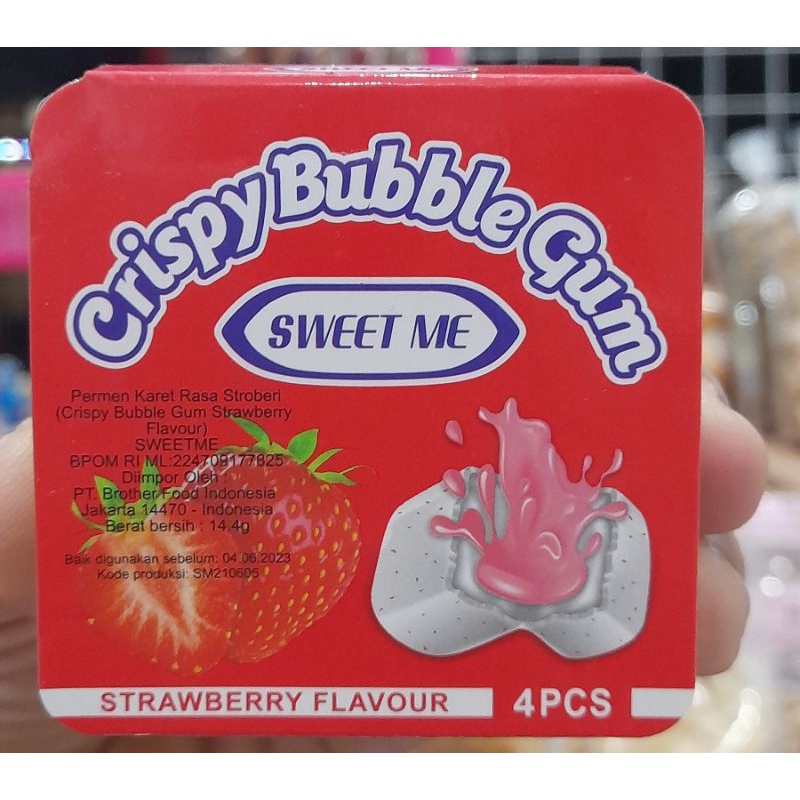 Crispy Bubble Gum
SWEET ME
Permen Karet Rasa Stroberi
(Crispy Bubble Gum Strawberry
Flavour)
SWEETME
BPOM RI ML:224709177825
Diimpor Oleh :
PT. Brother Food Indonesia
Jakarta 14470 - Indonesia
Berat bersih : 14.4g
Baik digunakan sebelum: 04.06.2023
Kode produksi: SM210605
STRAWBERRY FLAVOUR
4PCS